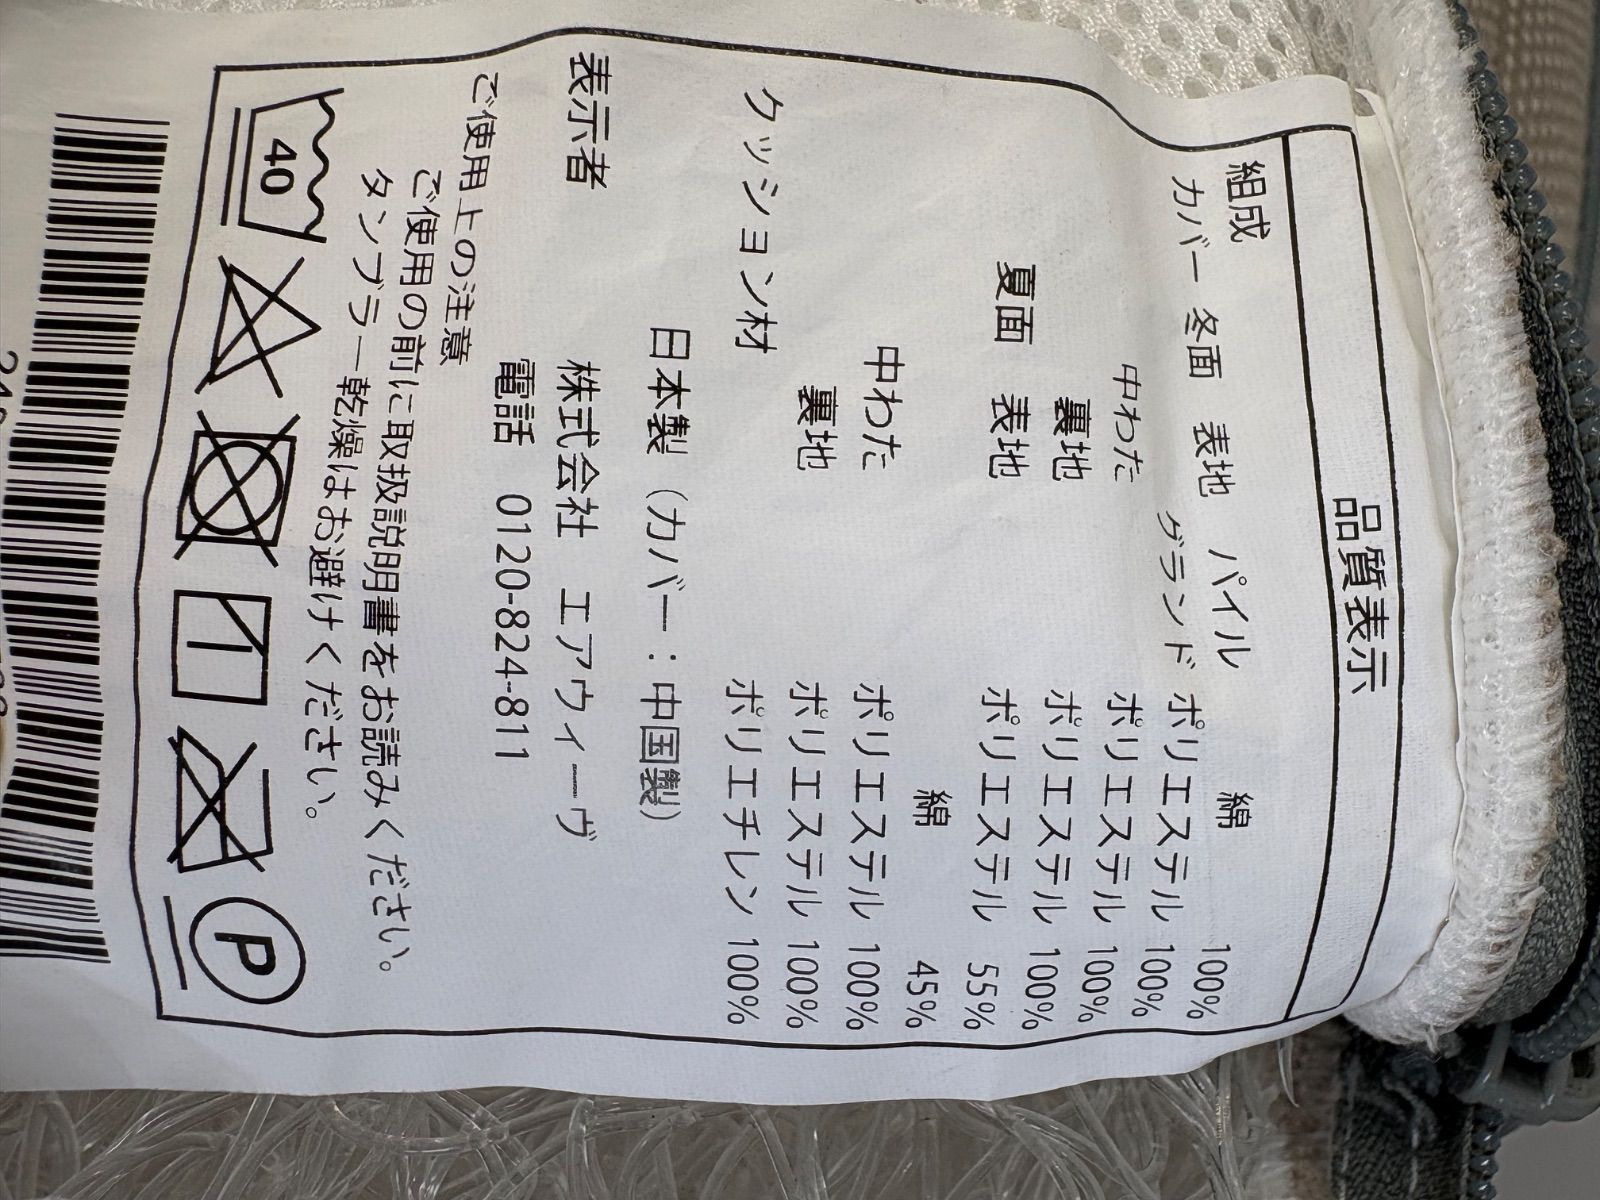 品質表示
組成
カバー 冬面 表地 パイル 綿 100%
グランド ポリエステル 100%
中わた ポリエステル 100%
裏地 ポリエステル 100%
夏面 表地 ポリエステル 55%
綿 45%
中わた ポリエステル 100%
裏地 ポリエステル 100%
クッション材 ポリエチレン 100%
日本製（カバー：中国製）
表示者 株式会社 エアウィーヴ
電話 0120-824-811
ご使用上の注意
ご使用の前に取扱説明書をお読みください。
タンブラー乾燥はお避けください。
40
P